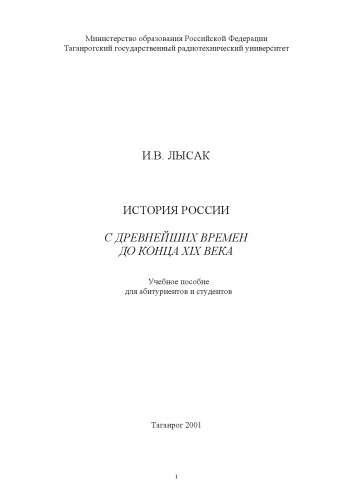 Министерство образования Российской Федерации
Таганрогский государственный радиотехнический университет
И.В. ЛЫСАК
ИСТОРИЯ РОССИИ
С ДРЕВНЕЙШИХ ВРЕМЕН
ДО КОНЦА XIX ВЕКА
Учебное пособие
для абитуриентов и студентов
Таганрог 2001
1